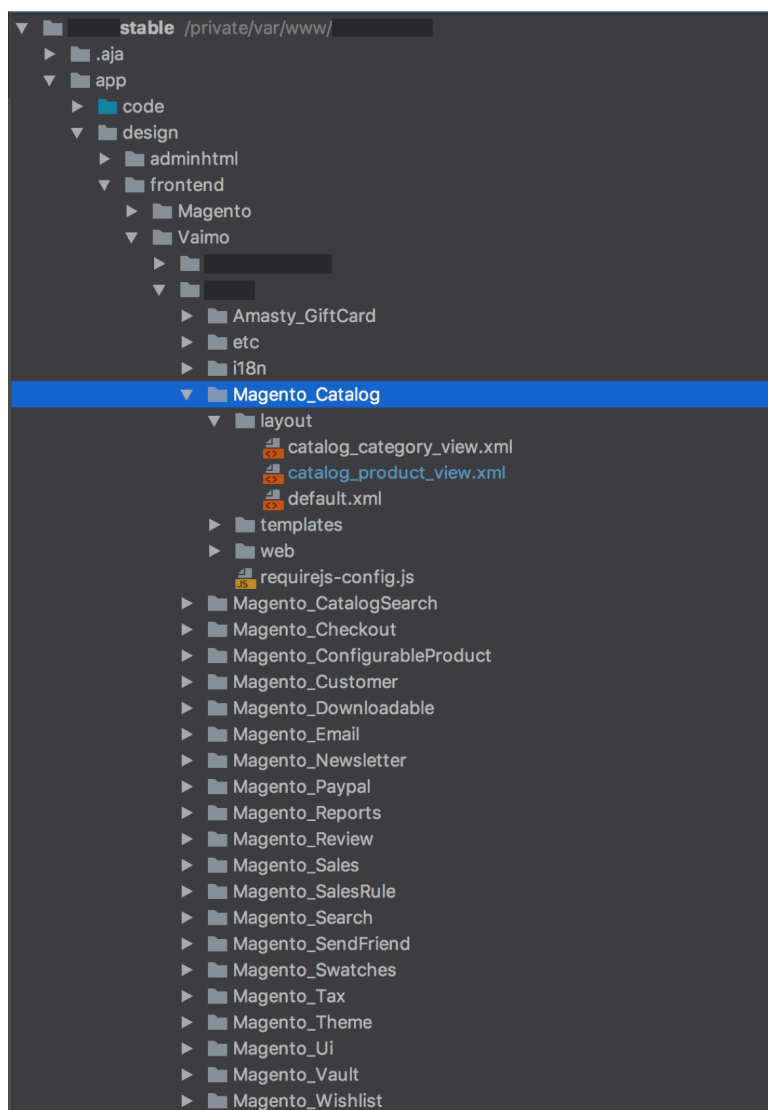 stable /private/var/www/
.aja
app
code
design
adminhtml
frontend
Magento
Vaimo
Amasty_GiftCard
etc
i18n
Magento_Catalog
layout
catalog_category_view.xml
catalog_product_view.xml
default.xml
templates
web
requirejs-config.js
Magento_CatalogSearch
Magento_Checkout
Magento_ConfigurableProduct
Magento_Customer
Magento_Downloadable
Magento_Email
Magento_Newsletter
Magento_Paypal
Magento_Reports
Magento_Review
Magento_Sales
Magento_SalesRule
Magento_Search
Magento_SendFriend
Magento_Swatches
Magento_Tax
Magento_Theme
Magento_Ui
Magento_Vault
Magento_Wishlist